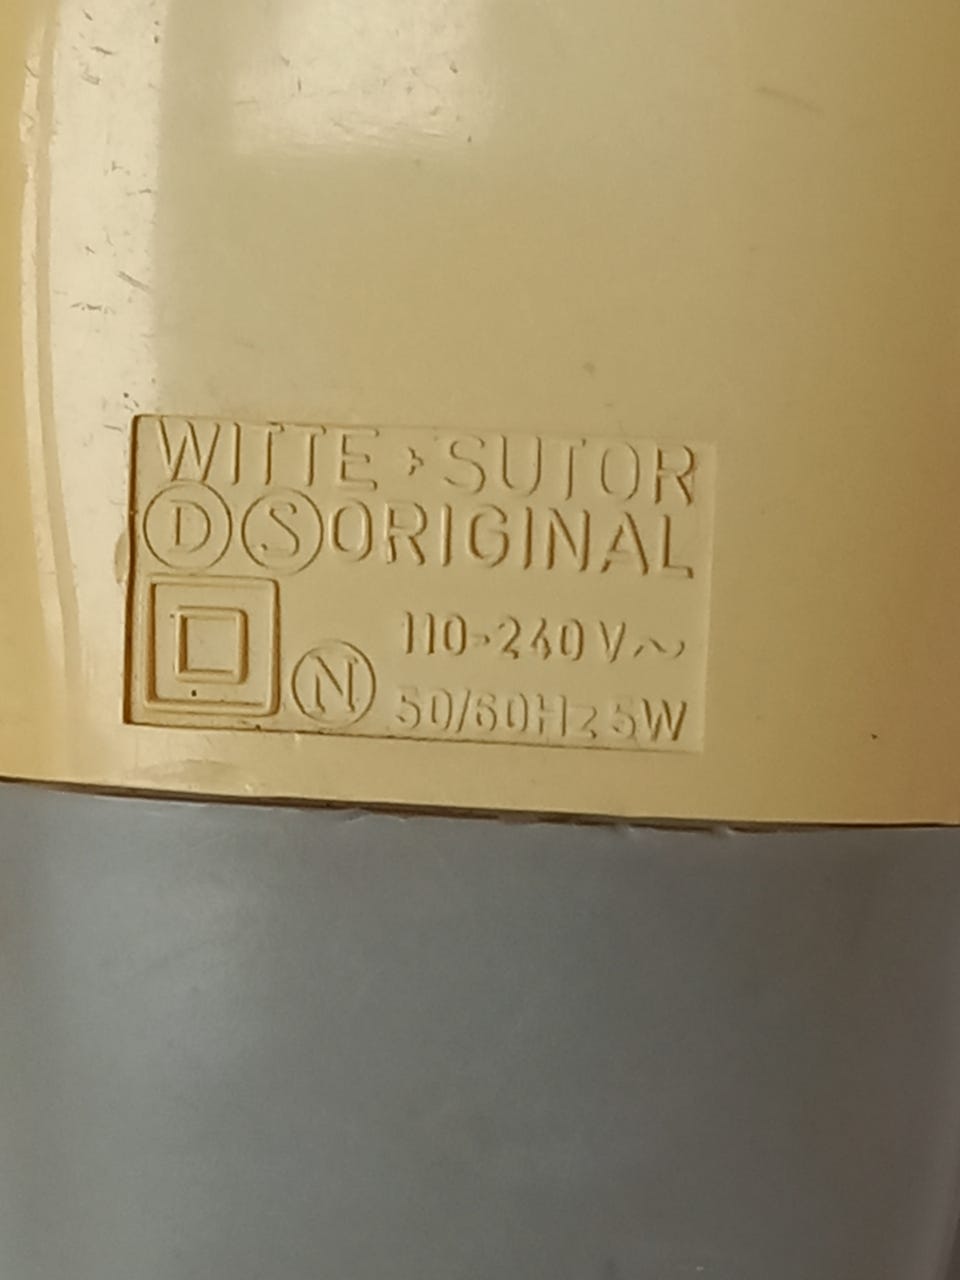 WITTE + SUTOR
D S ORIGINAL
110-240V~
N 50/60Hz 5W